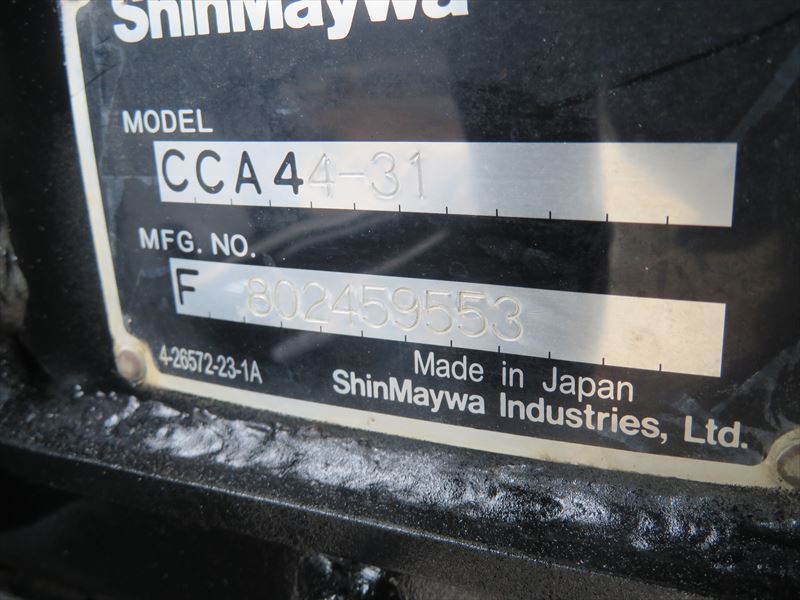 ShinMaywa
MODEL
CCA44-31
MFG. NO.
F 802459553
4-26572-23-1A
Made in Japan
ShinMaywa Industries, Ltd.